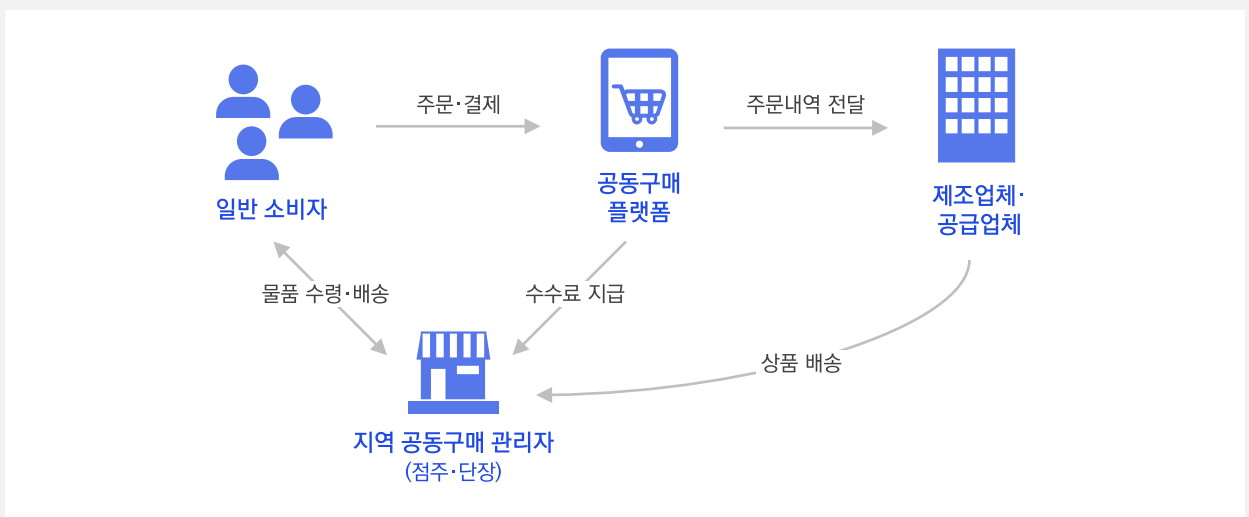 주문·결제
주문내역 전달
일반 소비자
공동구매
플랫폼
제조업체·
공급업체
물품 수령·배송
수수료 지급
상품 배송
지역 공동구매 관리자
(점주·단장)